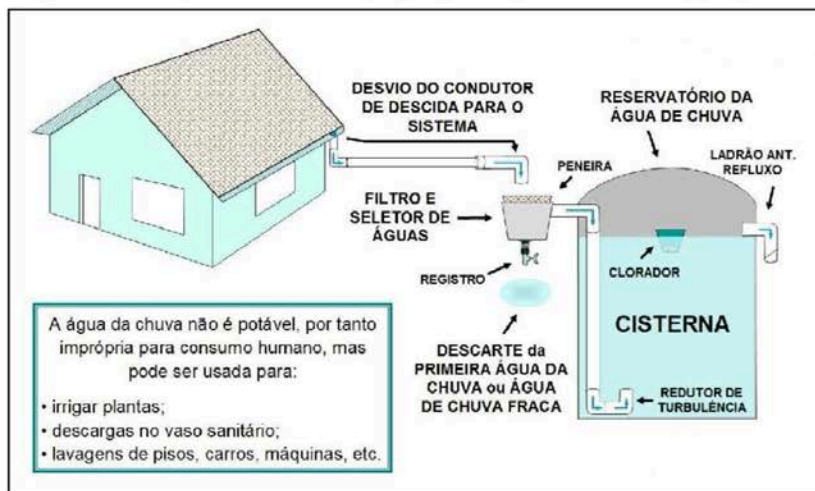 DESVIO DO CONDUTOR
DE DESCIDA PARA O
SISTEMA
RESERVATÓRIO DA
ÁGUA DE CHUVA
LADRÃO ANT.
REFLUXO
PENEIRA
FILTRO E
SELETOR DE
ÁGUAS
REGISTRO
CLORADOR
CISTERNA
DESCARTE da
PRIMEIRA ÁGUA DA
CHUVA ou ÁGUA
DE CHUVA FRACA
REDUTOR DE
TURBULÊNCIA
A água da chuva não é potável, por tanto
imprópria para consumo humano, mas
pode ser usada para:
• irrigar plantas;
• descargas no vaso sanitário;
• lavagens de pisos, carros, máquinas, etc.